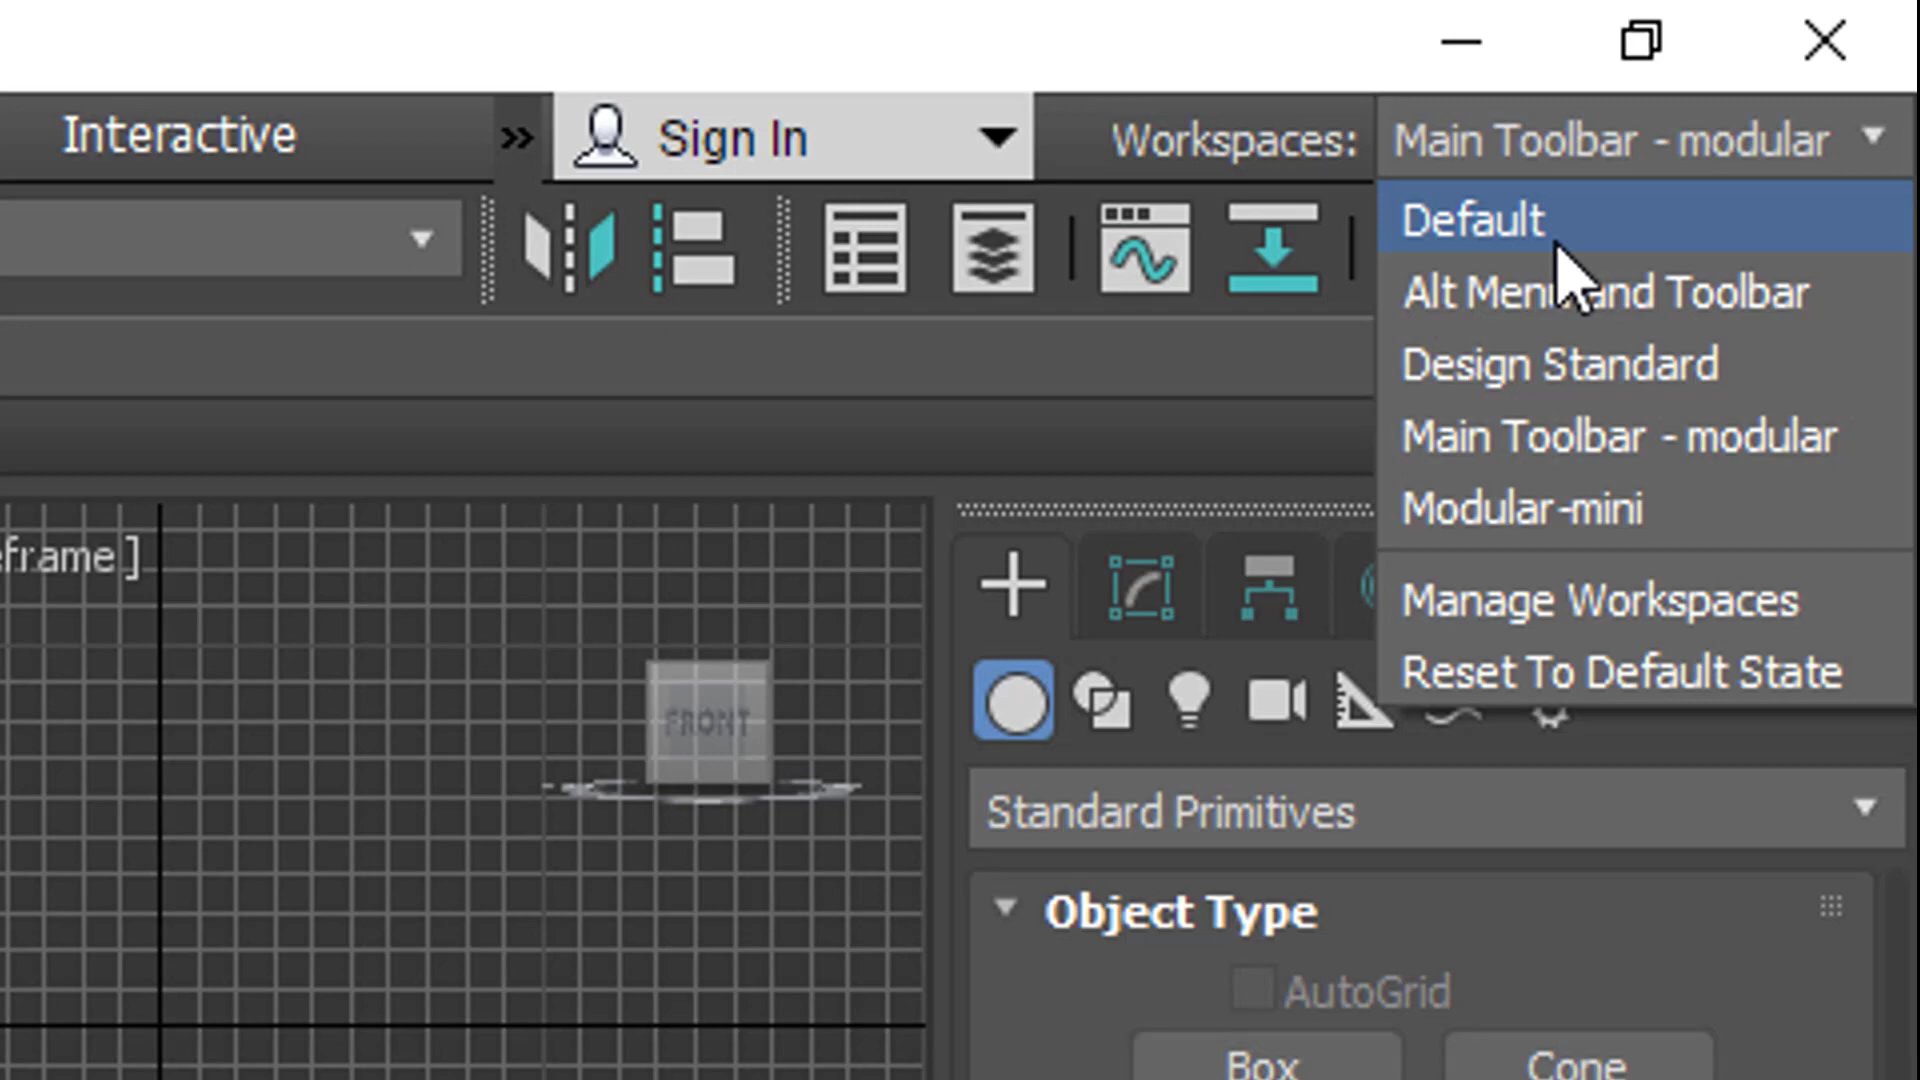 Interactive
Sign In
Workspaces:
Main Toolbar - modular
Default
Alt Menu and Toolbar
Design Standard
Main Toolbar - modular
Modular-mini
Manage Workspaces
Reset To Default State
eframe ]
FRONT
Standard Primitives
Object Type
AutoGrid
Box
Cone